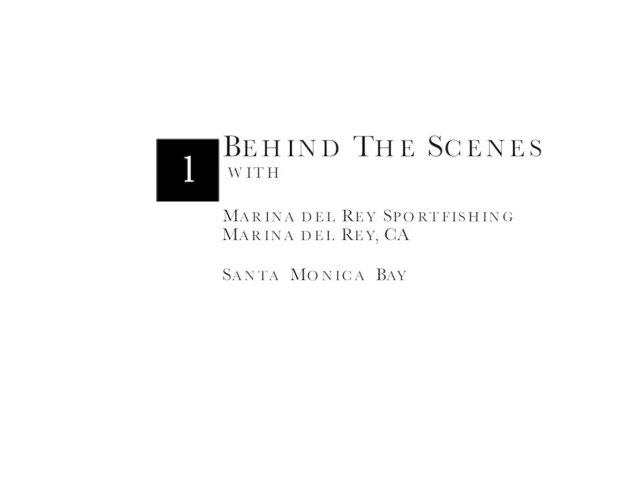 1
BEHIND THE SCENES
WITH
MARINA DEL REY SPORTFISHING
MARINA DEL REY, CA
SANTA MONICA BAY